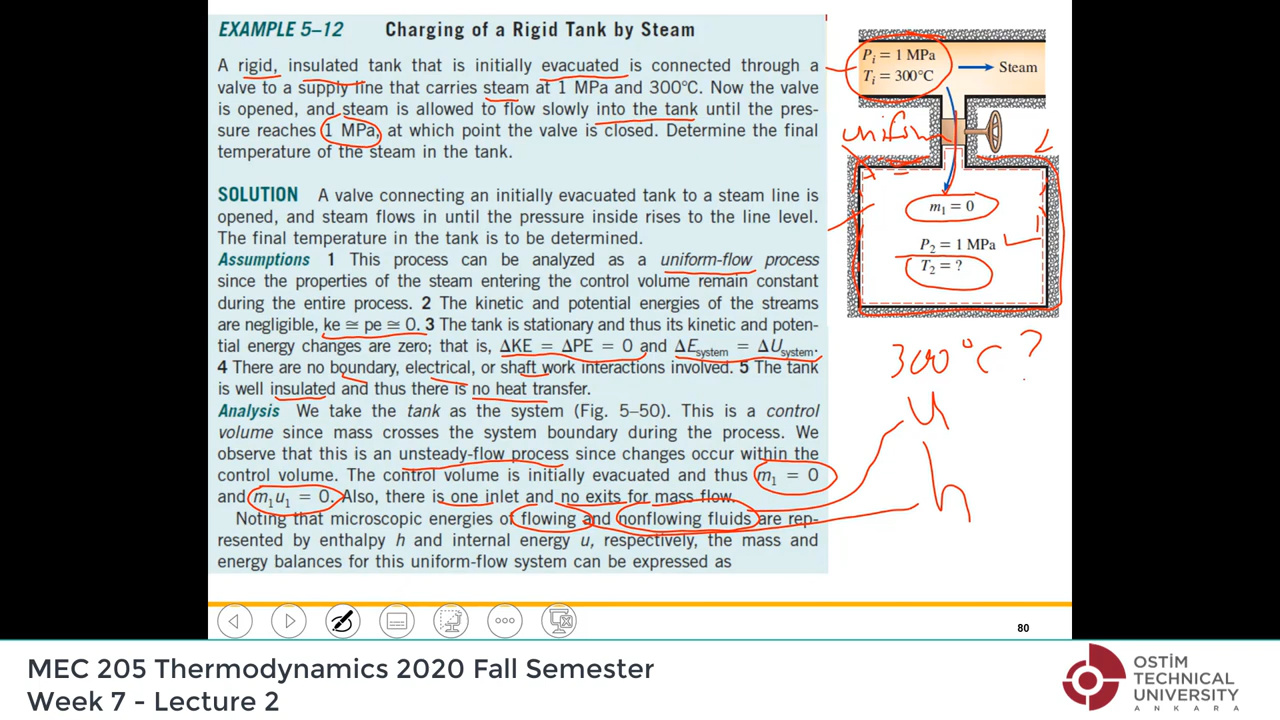 EXAMPLE 5–12 Charging of a Rigid Tank by Steam
A rigid, insulated tank that is initially evacuated is connected through a
valve to a supply line that carries steam at 1 MPa and 300°C. Now the valve
is opened, and steam is allowed to flow slowly into the tank until the pres-
sure reaches 1 MPa, at which point the valve is closed. Determine the final
temperature of the steam in the tank.
SOLUTION A valve connecting an initially evacuated tank to a steam line is
opened, and steam flows in until the pressure inside rises to the line level.
The final temperature in the tank is to be determined.
Assumptions 1 This process can be analyzed as a uniform-flow process
since the properties of the steam entering the control volume remain constant
during the entire process. 2 The kinetic and potential energies of the streams
are negligible, ke ≅ pe ≅ 0. 3 The tank is stationary and thus its kinetic and poten-
tial energy changes are zero; that is, ΔKE = ΔPE = 0 and ΔEsystem = ΔUsystem.
4 There are no boundary, electrical, or shaft work interactions involved. 5 The tank
is well insulated and thus there is no heat transfer.
Analysis We take the tank as the system (Fig. 5–50). This is a control
volume since mass crosses the system boundary during the process. We
observe that this is an unsteady-flow process since changes occur within the
control volume. The control volume is initially evacuated and thus m₁ = 0
and m₁u₁ = 0. Also, there is one inlet and no exits for mass flow.
Noting that microscopic energies of flowing and nonflowing fluids are rep-
resented by enthalpy h and internal energy u, respectively, the mass and
energy balances for this uniform-flow system can be expressed as
Pᵢ = 1 MPa
Tᵢ = 300°C
Steam
uniform
m₁ = 0
P₂ = 1 MPa
T₂ = ?
300°C ?
u
h
80
MEC 205 Thermodynamics 2020 Fall Semester
Week 7 - Lecture 2
OSTİM
TECHNICAL
UNIVERSITY
ANKARA